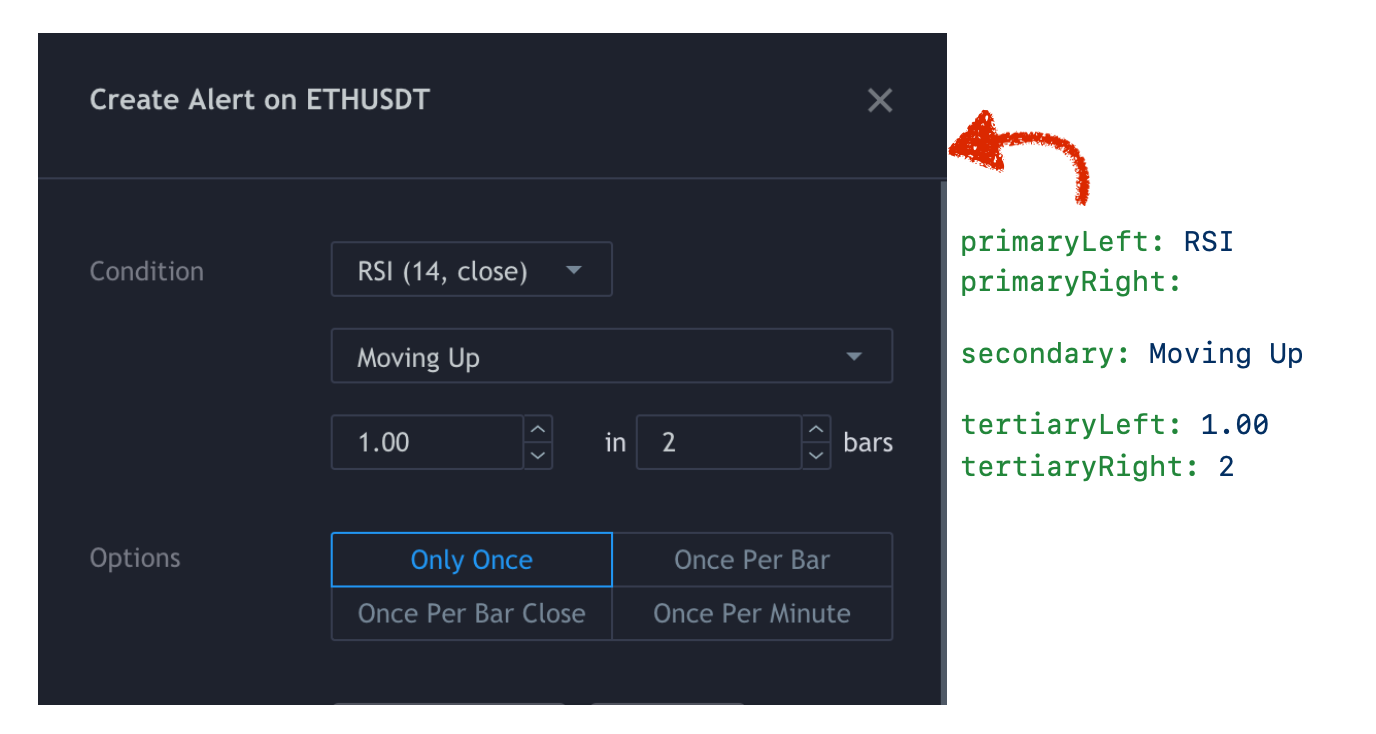 Create Alert on ETHUSDT
Condition
RSI (14, close)
Moving Up
1.00 in 2 bars
Options
Only Once
Once Per Bar
Once Per Bar Close
Once Per Minute
primaryLeft: RSI
primaryRight:
secondary: Moving Up
tertiaryLeft: 1.00
tertiaryRight: 2